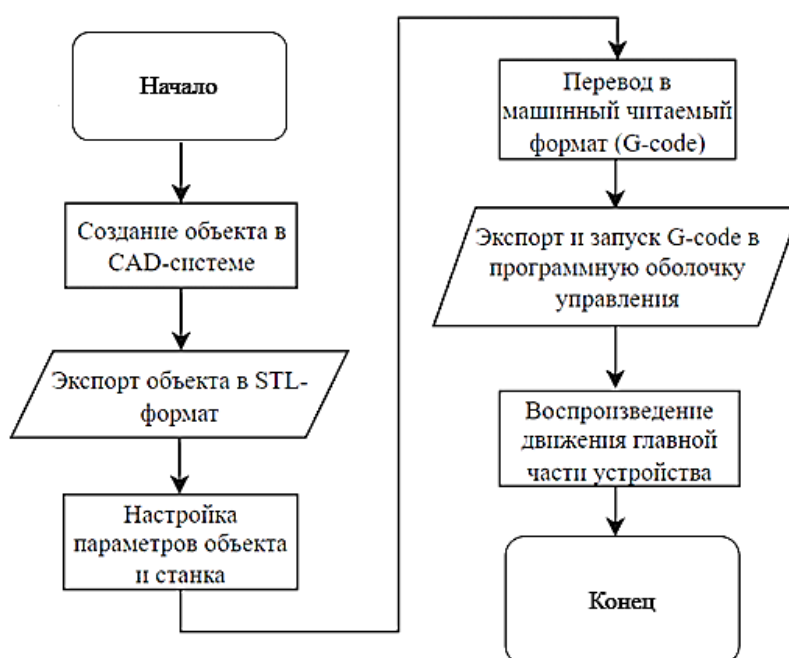 Начало
Создание объекта в
CAD-системе
Экспорт объекта в STL-
формат
Настройка
параметров объекта
и станка
Перевод в
машинный читаемый
формат (G-code)
Экспорт и запуск G-code в
программную оболочку
управления
Воспроизведение
движения главной
части устройства
Конец